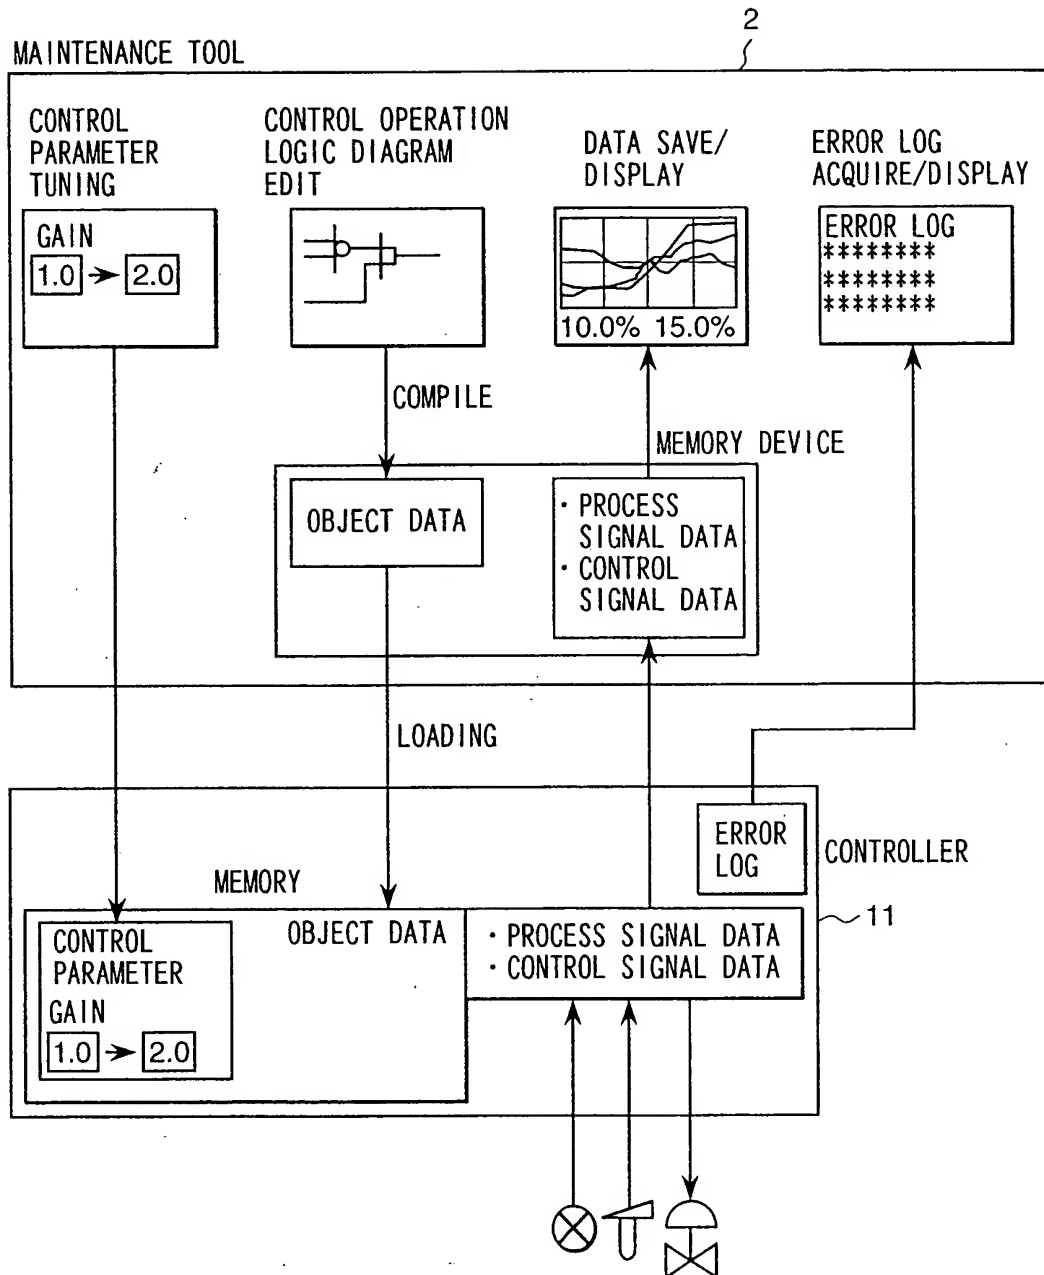 2
MAINTENANCE TOOL
CONTROL
PARAMETER
TUNING
GAIN
1.0 2.0
CONTROL OPERATION
LOGIC DIAGRAM
EDIT
DATA SAVE/
DISPLAY
10.0% 15.0%
ERROR LOG
ACQUIRE/DISPLAY
ERROR LOG
********
********
********
COMPILE
MEMORY DEVICE
OBJECT DATA
· PROCESS
SIGNAL DATA
· CONTROL
SIGNAL DATA
LOADING
ERROR
LOG
CONTROLLER
11
MEMORY
OBJECT DATA
CONTROL
PARAMETER
GAIN
1.0 2.0
· PROCESS SIGNAL DATA
· CONTROL SIGNAL DATA